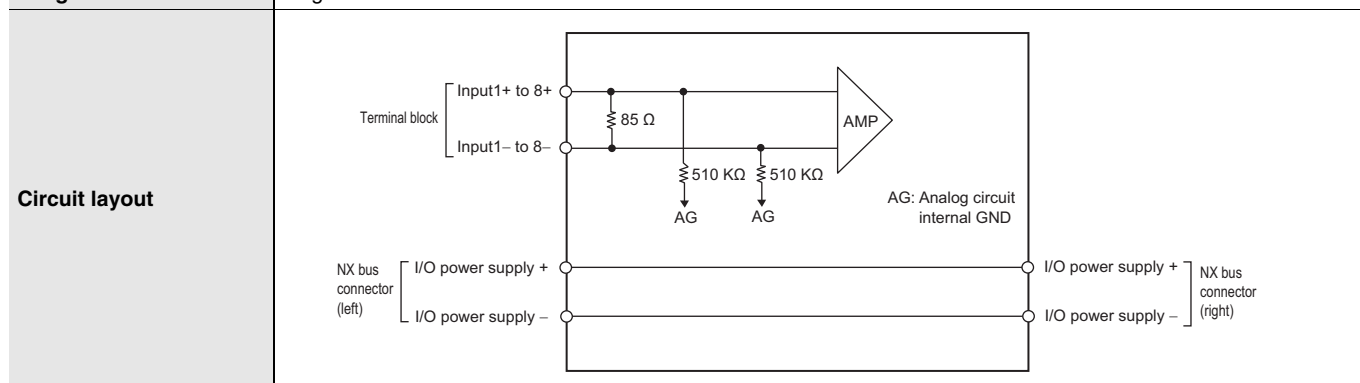 Circuit layout
Terminal block
Input1+ to 8+
Input1– to 8–
85 Ω
510 KΩ
510 KΩ
AG
AG
AMP
AG: Analog circuit
internal GND
NX bus
connector
(left)
I/O power supply +
I/O power supply –
I/O power supply +
I/O power supply –
NX bus
connector
(right)